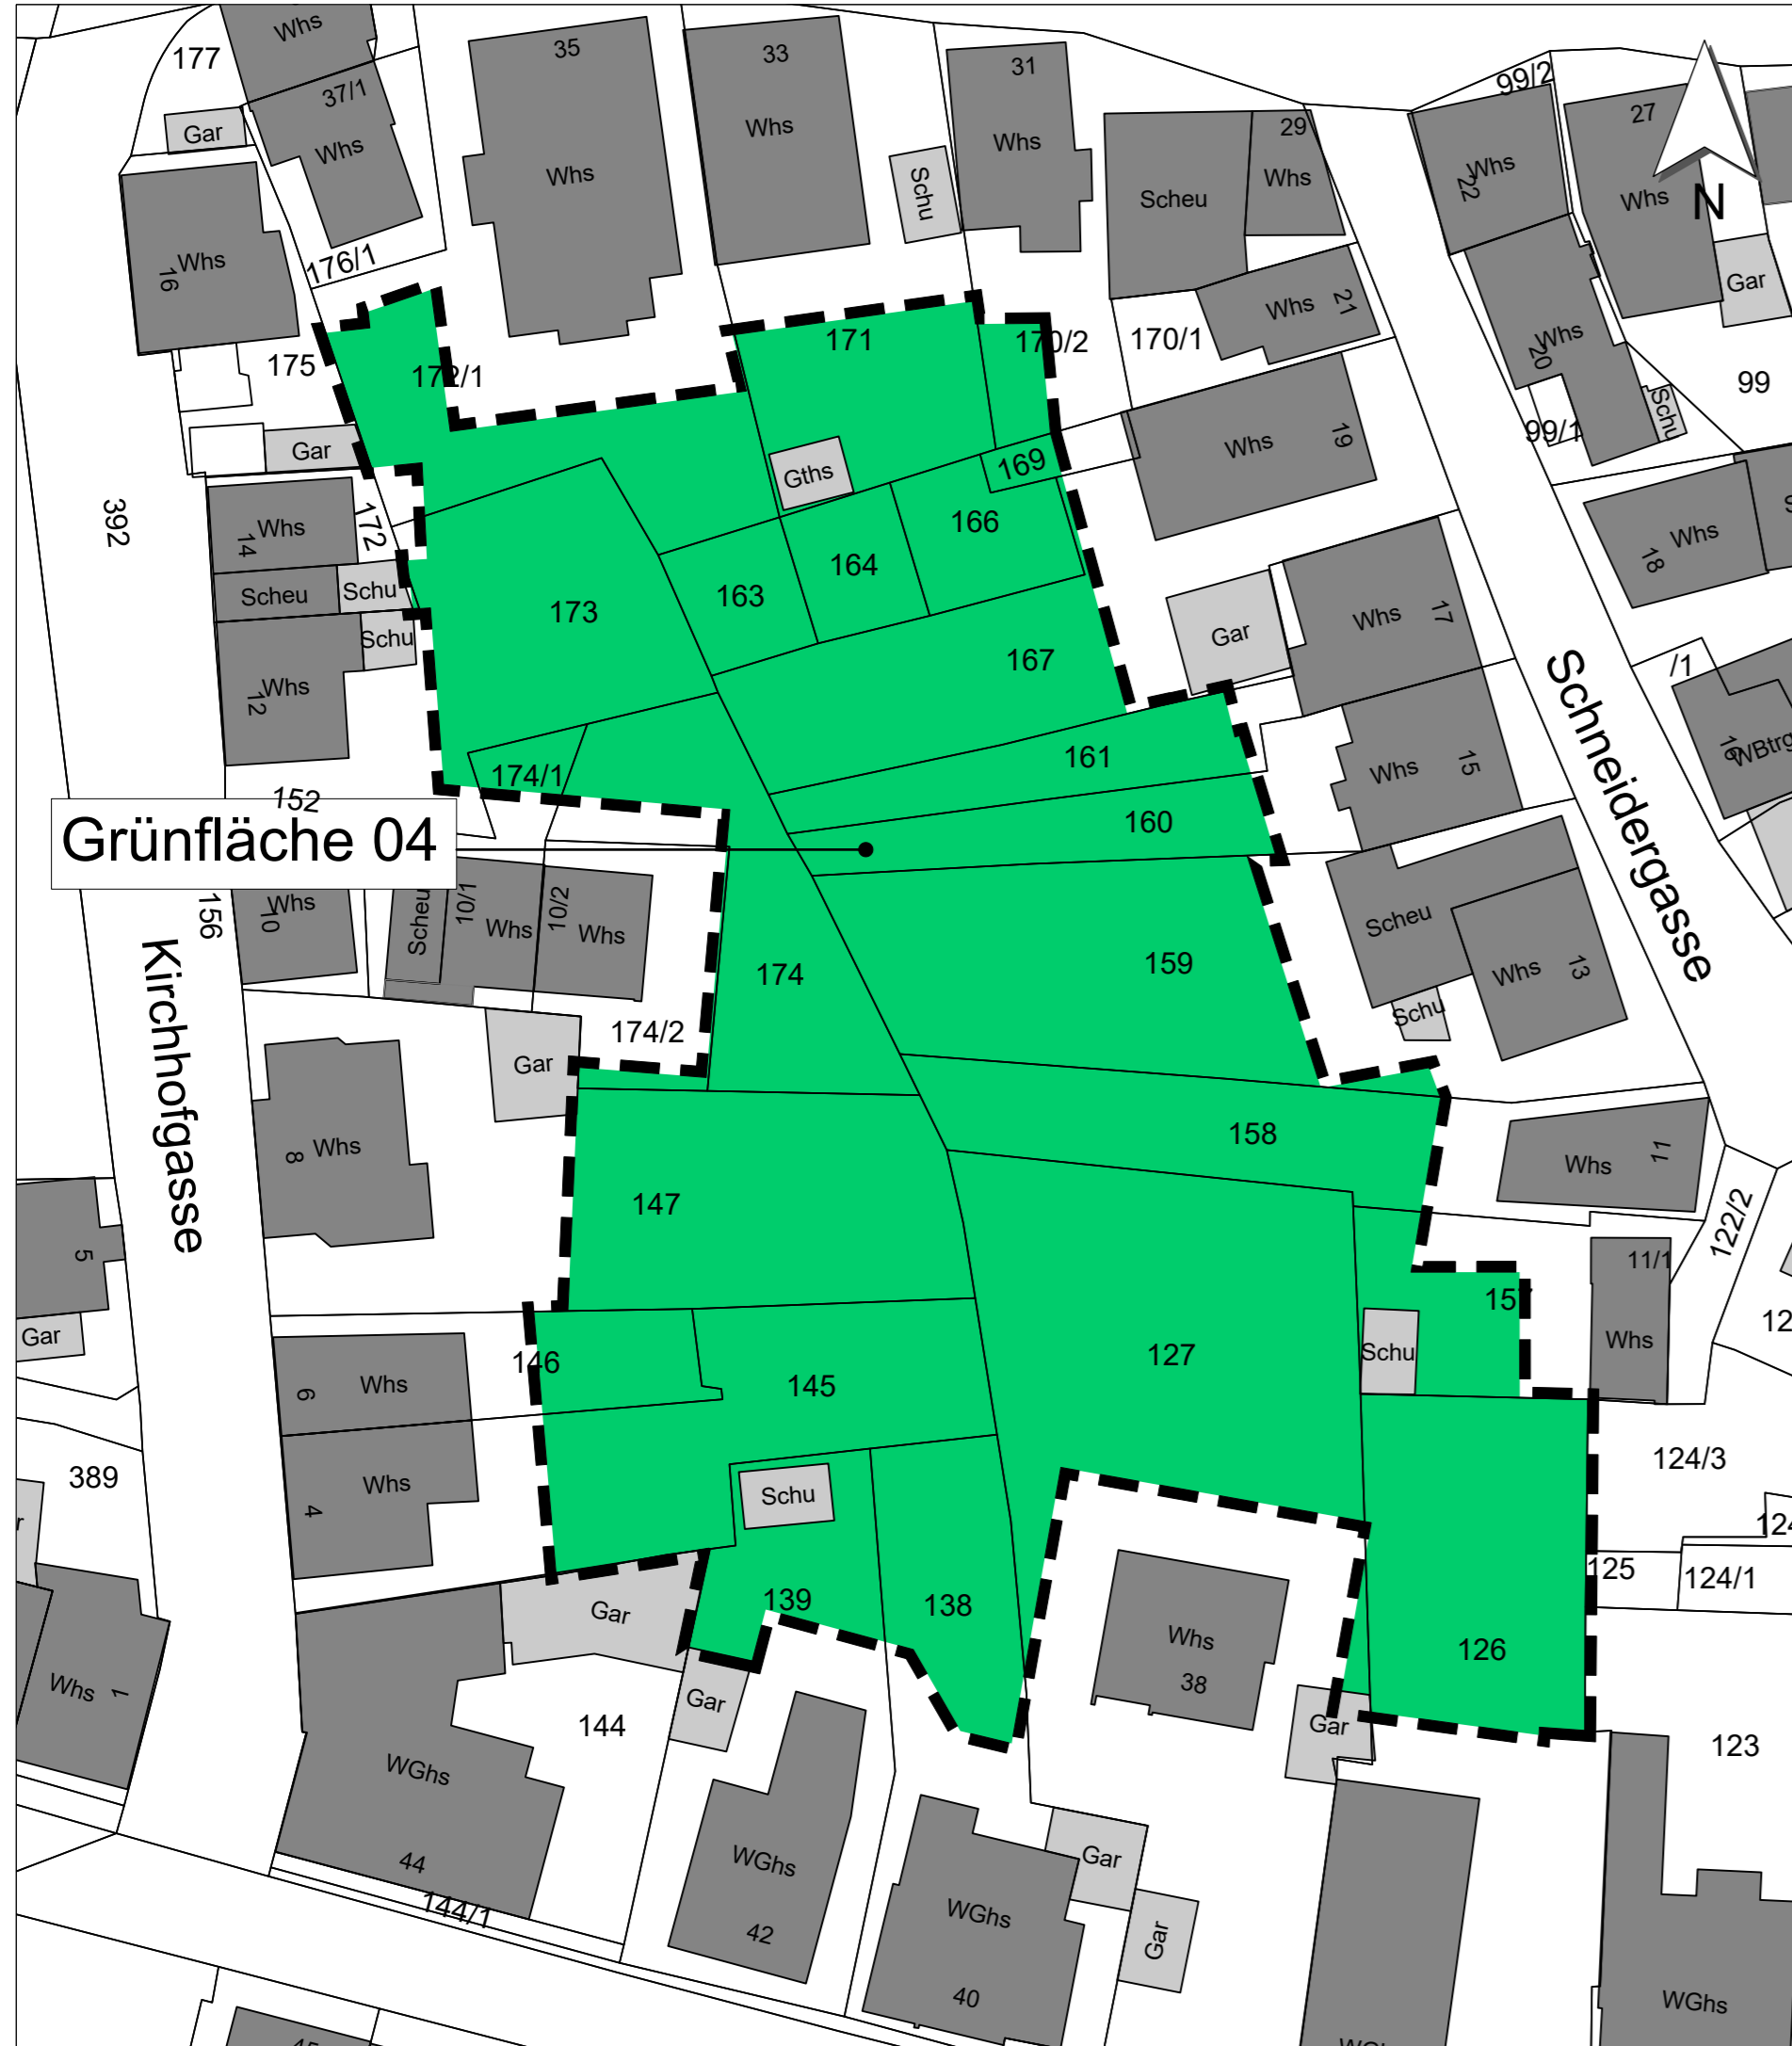 Whs
177
37/1
35
33
31
99/2
27
Gar
Whs
Whs
Whs
Whs
29
Whs
Whs
Schu
Scheu
Whs
22
Whs
N
16
Whs
176/1
Whs
21
Gar
175
172/1
171
170/2
170/1
Whs
20
99
Gar
Gths
169
Whs
19
99/1
Schu
392
14
Whs
172
166
Whs
18
Scheu
Schu
173
163
164
Whs
17
Schu
Gar
12
Whs
167
/1
174/1
161
Whs
15
16
WBtrg
152
Grünfläche 04
160
Schneidergasse
156
10
Whs
Scheu
10/1
Whs
10/2
Whs
Scheu
174
159
Whs
13
Schu
174/2
Kirchhofgasse
Gar
8
Whs
158
Whs
11
147
122/2
5
11/1
157
Gar
146
127
Schu
Whs
6
Whs
145
389
4
Whs
Schu
124/3
125
124/1
139
138
Gar
Whs
38
126
Whs
1
Gar
144
Gar
123
WGhs
44
WGhs
Gar
144/1
42
WGhs
Gar
40
WGhs